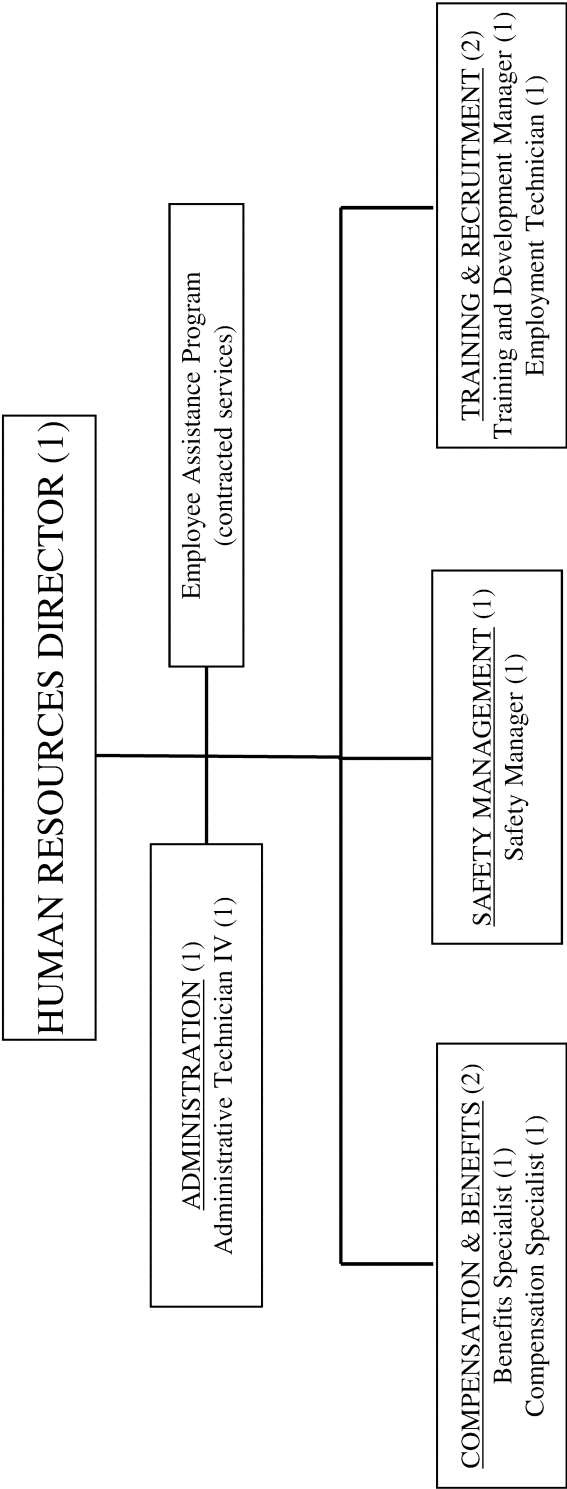 HUMAN RESOURCES DIRECTOR (1)
ADMINISTRATION (1)
Administrative Technician IV (1)
Employee Assistance Program
(contracted services)
COMPENSATION & BENEFITS (2)
Benefits Specialist (1)
Compensation Specialist (1)
SAFETY MANAGEMENT (1)
Safety Manager (1)
TRAINING & RECRUITMENT (2)
Training and Development Manager (1)
Employment Technician (1)